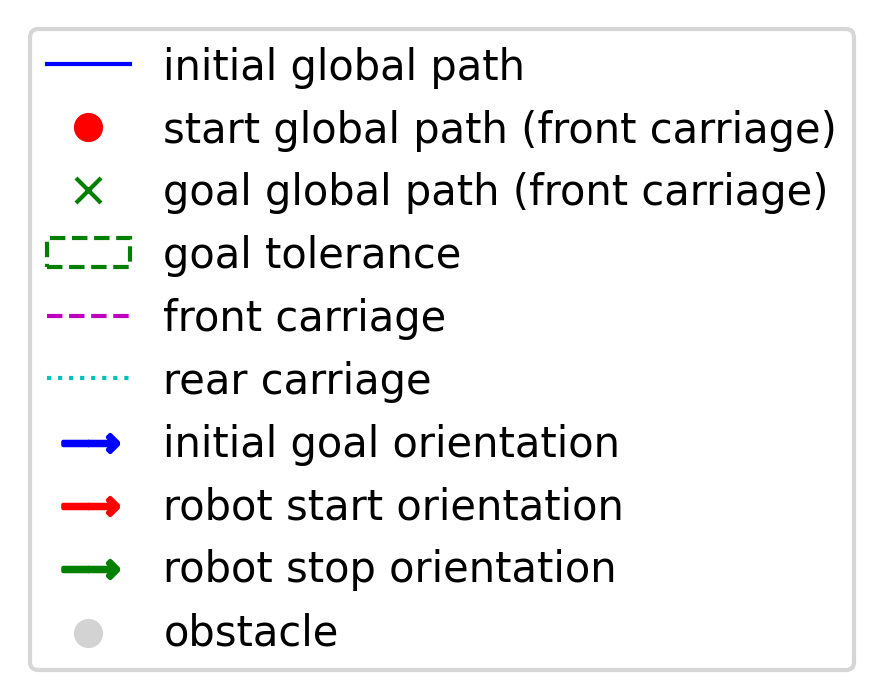 initial global path
start global path (front carriage)
goal global path (front carriage)
goal tolerance
front carriage
rear carriage
initial goal orientation
robot start orientation
robot stop orientation
obstacle